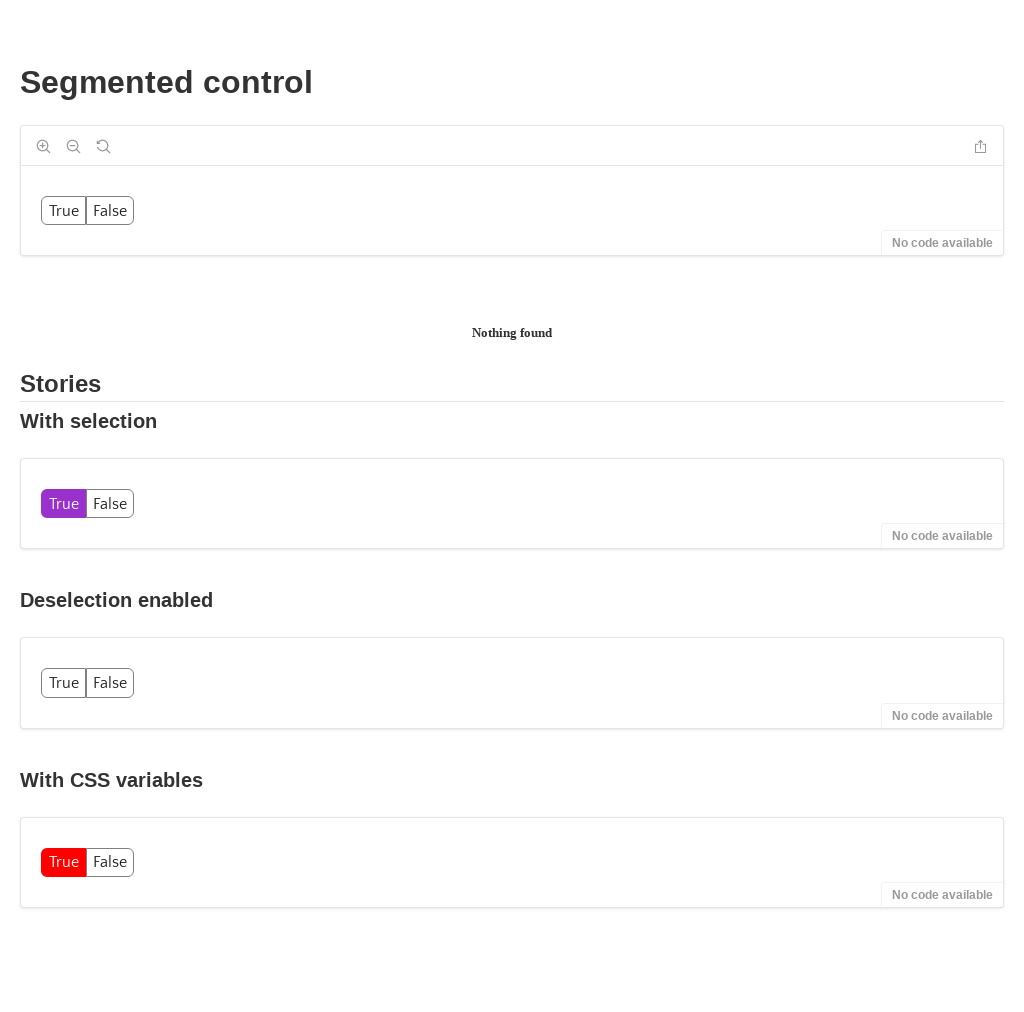 Segmented control
True False
No code available
Nothing found
Stories
With selection
True False
No code available
Deselection enabled
True False
No code available
With CSS variables
True False
No code available